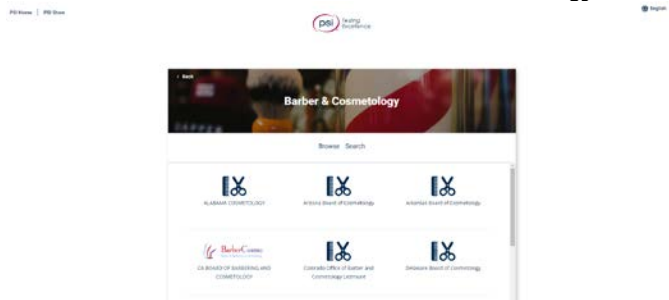 PSI Home | PSI Store
English
psi Testing Excellence
‹ Back
Barber & Cosmetology
Browse Search
ALABAMA COSMETOLOGY
Arizona Board of Cosmetology
Arkansas Board of Cosmetology
BarberCosmo
CA BOARD OF BARBERING AND
COSMETOLOGY
Colorado Office of Barber and
Cosmetology Licensure
Delaware Board of Cosmetology